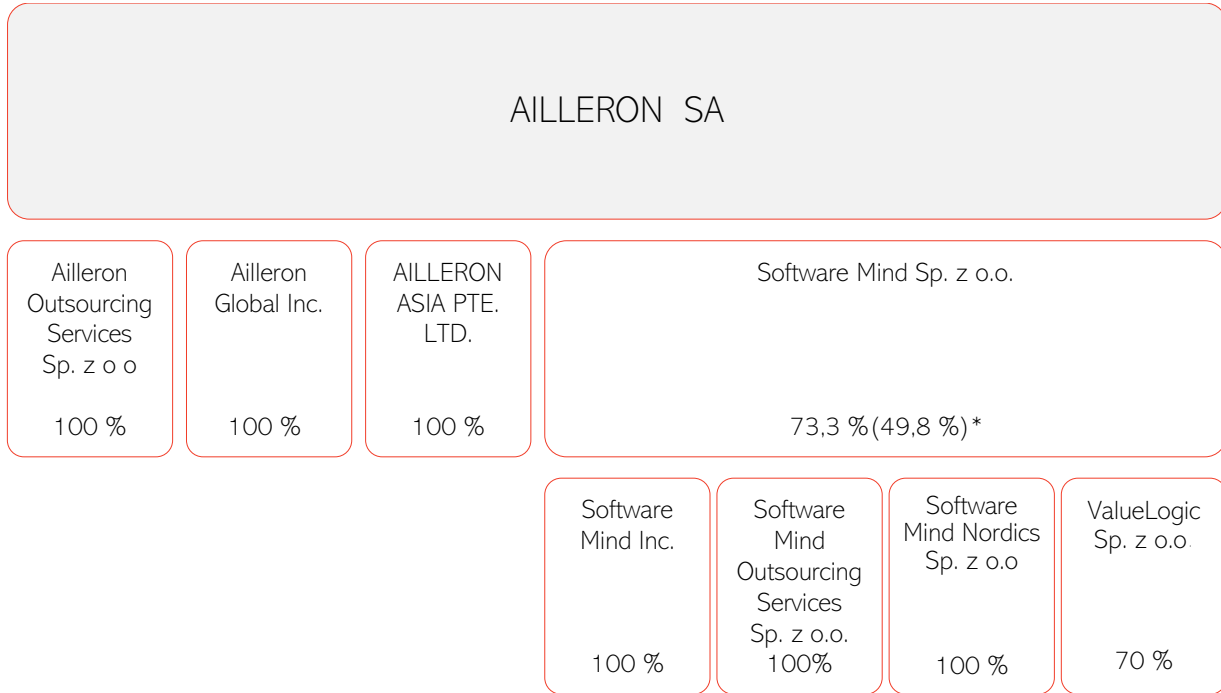 AILLERON SA
Ailleron
Outsourcing
Services
Sp. z o o
100 %
Ailleron
Global Inc.
100 %
AILLERON
ASIA PTE.
LTD.
100 %
Software Mind Sp. z o.o.
73,3 %(49,8 %)*
Software
Mind Inc.
100 %
Software
Mind
Outsourcing
Services
Sp. z o.o.
100%
Software
Mind Nordics
Sp. z o.o
100 %
ValueLogic
Sp. z o.o.
70 %